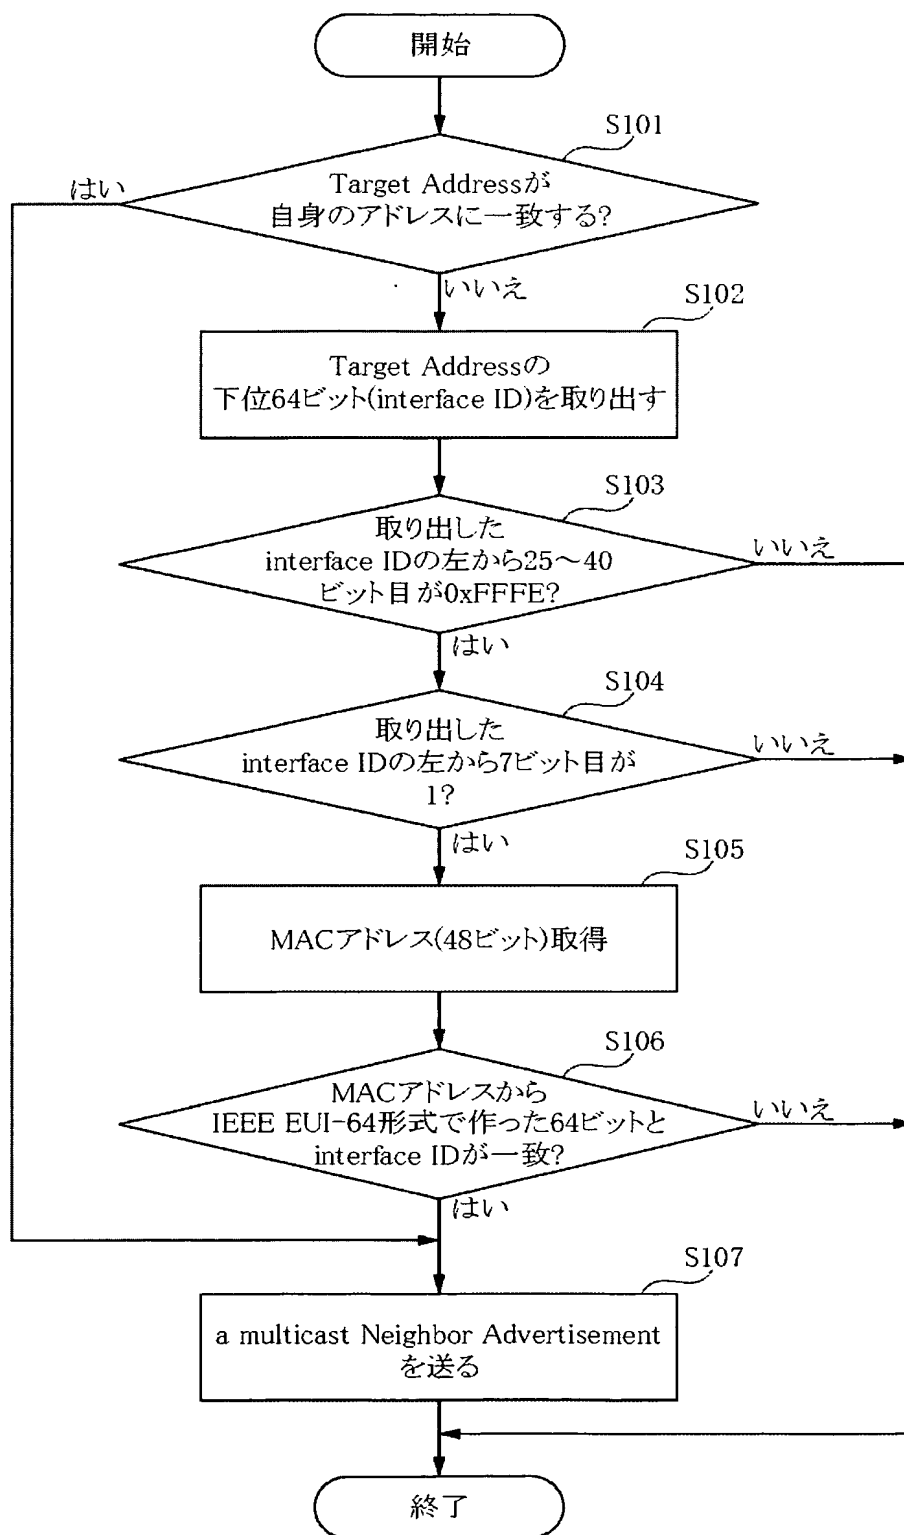 開始
S101
はい
Target Addressが
自身のアドレスに一致する?
いいえ
S102
Target Addressの
下位64ビット(interface ID)を取り出す
S103
取り出した
interface IDの左から25〜40
ビット目が0xFFFE?
いいえ
はい
S104
取り出した
interface IDの左から7ビット目が
1?
いいえ
はい
S105
MACアドレス(48ビット)取得
S106
MACアドレスから
IEEE EUI-64形式で作った64ビットと
interface IDが一致?
いいえ
はい
S107
a multicast Neighbor Advertisement
を送る
終了